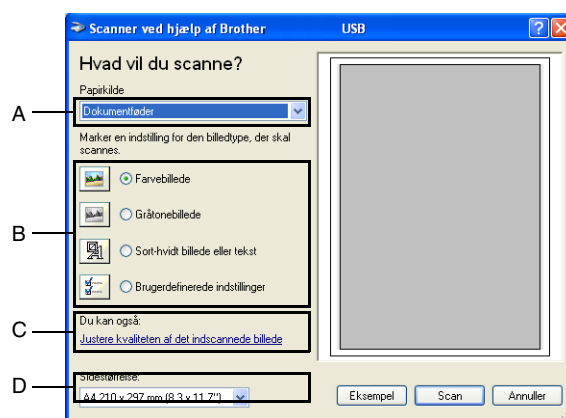 Scanner ved hjælp af Brother USB
Hvad vil du scanne?
Papirkilde
A
Dokumentføder
Marker en indstilling for den billedtype, der skal
scannes.
Farvebillede
Gråtonebillede
B
Sort-hvidt billede eller tekst
Brugerdefinerede indstillinger
Du kan også:
C
Justere kvaliteten af det indscannede billede
Sidestørrelse:
D
A4 210 x 297 mm (8.3 x 11.7")
Eksempel
Scan
Annuller